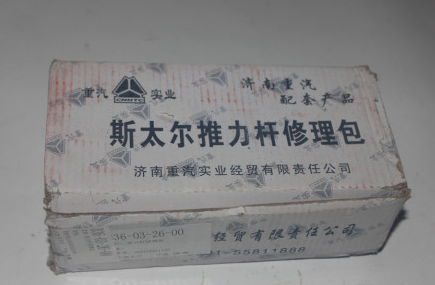 重汽 CNHTC 实业
济南重汽
配套产品
斯太尔推力杆修理包
济南重汽实业经贸有限责任公司
36-03-26-00
经贸有限责任公司
-55811888